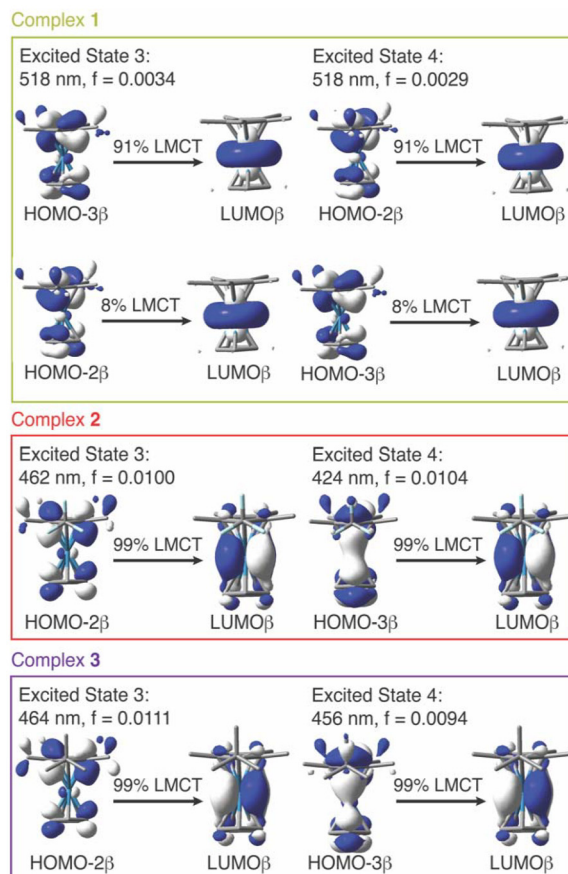 Complex 1
Excited State 3:
518 nm, f = 0.0034
Excited State 4:
518 nm, f = 0.0029
91% LMCT
91% LMCT
HOMO-3β
LUMOβ
HOMO-2β
LUMOβ
8% LMCT
8% LMCT
HOMO-2β
LUMOβ
HOMO-3β
LUMOβ
Complex 2
Excited State 3:
462 nm, f = 0.0100
Excited State 4:
424 nm, f = 0.0104
99% LMCT
99% LMCT
HOMO-2β
LUMOβ
HOMO-3β
LUMOβ
Complex 3
Excited State 3:
464 nm, f = 0.0111
Excited State 4:
456 nm, f = 0.0094
99% LMCT
99% LMCT
HOMO-2β
LUMOβ
HOMO-3β
LUMOβ